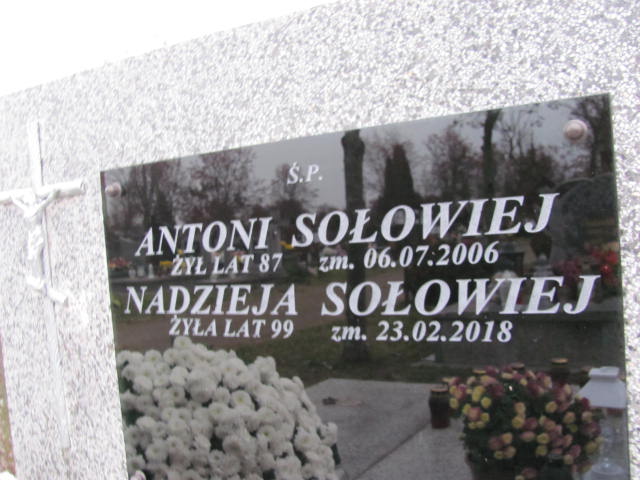 Ś.P.
ANTONI SOŁOWIEJ
ŻYŁ LAT 87 zm. 06.07.2006
NADZIEJA SOŁOWIEJ
ŻYŁA LAT 99 zm. 23.02.2018